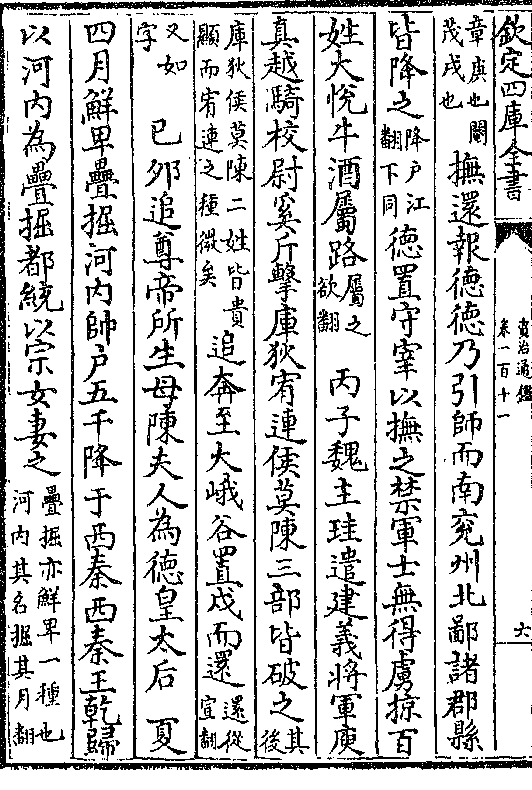 欽定四庫全書
資治通鑑
卷一百十一
六
章庚也闞
茂戌也
撫還報德德乃引師而南兗州北鄙諸郡縣
皆降之
降戸江
翻下同
德置守宰以撫之禁軍士無得虜掠百
姓大悦牛酒屬路
屬之
欲翻
丙子魏主珪遣建義將軍庾
真越騎校尉奚斤擊庫狄宥連侯莫陳三部皆破之
其
後
庫狄侯莫陳二姓皆貴
顯而宥連之種微矣
追奔至大峨谷置戍而還
還從
宣翻
又如
字
己夘追尊帝所生母陳夫人為德皇太后
夏
四月鮮卑疊掘河内帥戸五千降于西秦西秦王乾歸
以河内為疊掘都統以宗女妻之
疊掘亦鮮卑一種也
河内其名掘其月翻